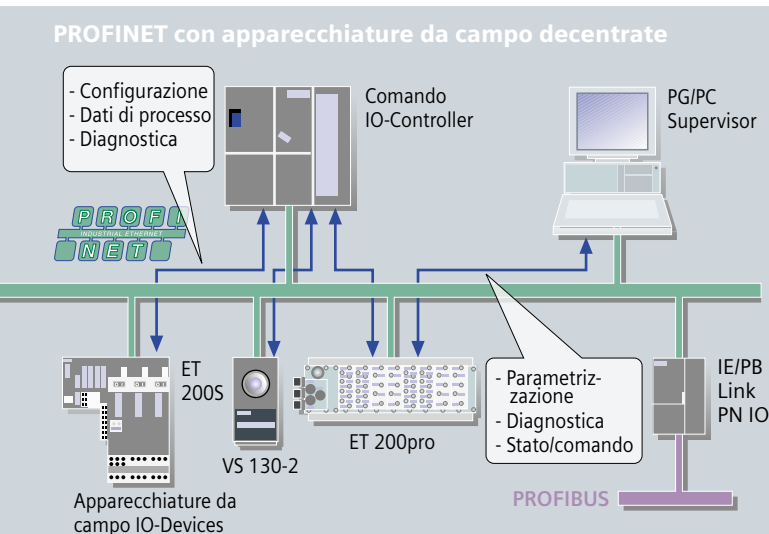 PROFINET con apparecchiature da campo decentrate
- Configurazione
- Dati di processo
- Diagnostica
Comando
IO-Controller
PG/PC
Supervisor
PROFI
INDUSTRIAL ETHERNET
NET
ET
200S
VS 130-2
ET 200pro
- Parametriz-
zazione
- Diagnostica
- Stato/comando
IE/PB
Link
PN IO
PROFIBUS
Apparecchiature da
campo IO-Devices